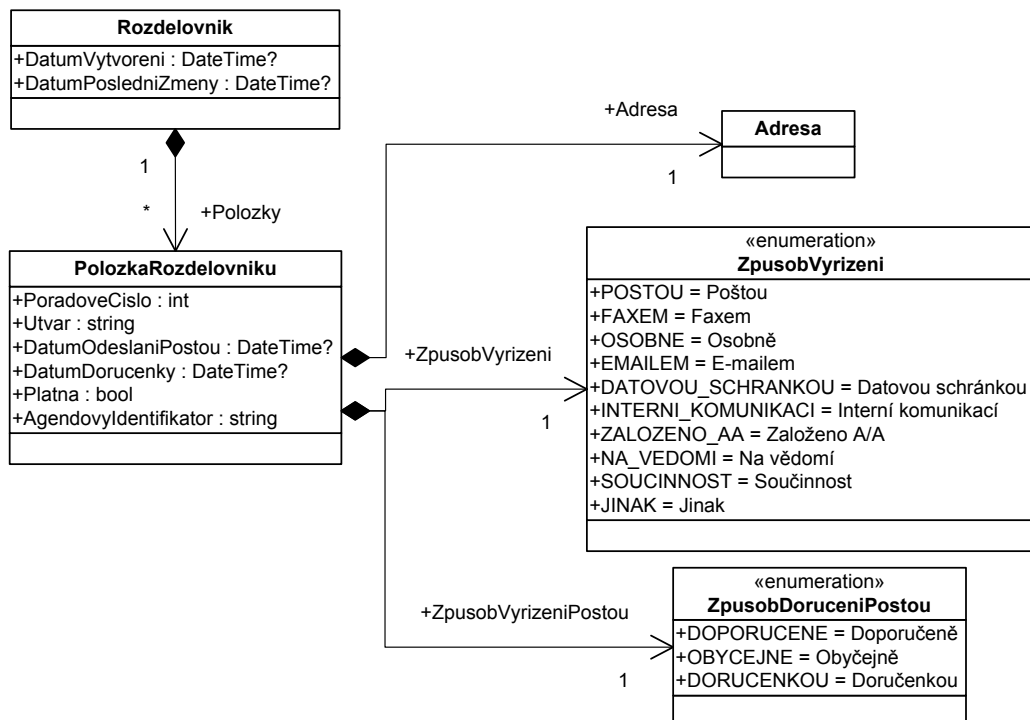 Rozdelovnik
+DatumVytvoreni : DateTime?
+DatumPosledniZmeny : DateTime?
1
*
+Polozky
+Adresa
1
Adresa
PolozkaRozdelovniku
+PoradoveCislo : int
+Utvar : string
+DatumOdeslaniPostou : DateTime?
+DatumDorucenky : DateTime?
+Platna : bool
+AgendovyIdentifikator : string
+ZpusobVyrizeni
1
«enumeration»
ZpusobVyrizeni
+POSTOU = Poštou
+FAXEM = Faxem
+OSOBNE = Osobně
+EMAILEM = E-mailem
+DATOVOU_SCHRANKOU = Datovou schránkou
+INTERNI_KOMUNIKACI = Interní komunikací
+ZALOZENO_AA = Založeno A/A
+NA_VEDOMI = Na vědomí
+SOUCINNOST = Součinnost
+JINAK = Jinak
+ZpusobVyrizeniPostou
1
«enumeration»
ZpusobDoruceniPostou
+DOPORUCENE = Doporučeně
+OBYCEJNE = Obyčejně
+DORUCENKOU = Doručenkou